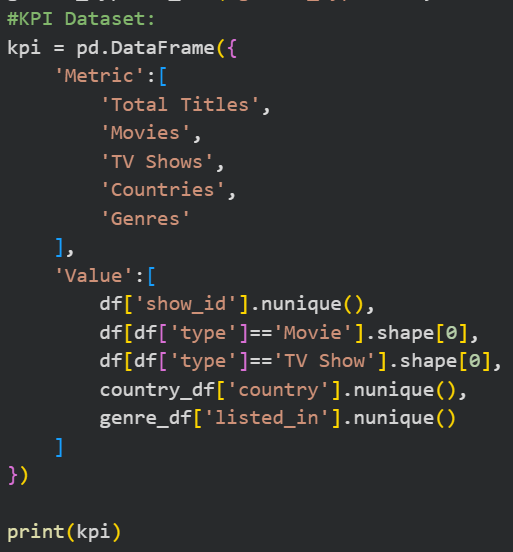 #KPI Dataset:
kpi = pd.DataFrame({
    'Metric':[
        'Total Titles',
        'Movies',
        'TV Shows',
        'Countries',
        'Genres'
    ],
    'Value':[
        df['show_id'].nunique(),
        df[df['type']=='Movie'].shape[0],
        df[df['type']=='TV Show'].shape[0],
        country_df['country'].nunique(),
        genre_df['listed_in'].nunique()
    ]
})
print(kpi)